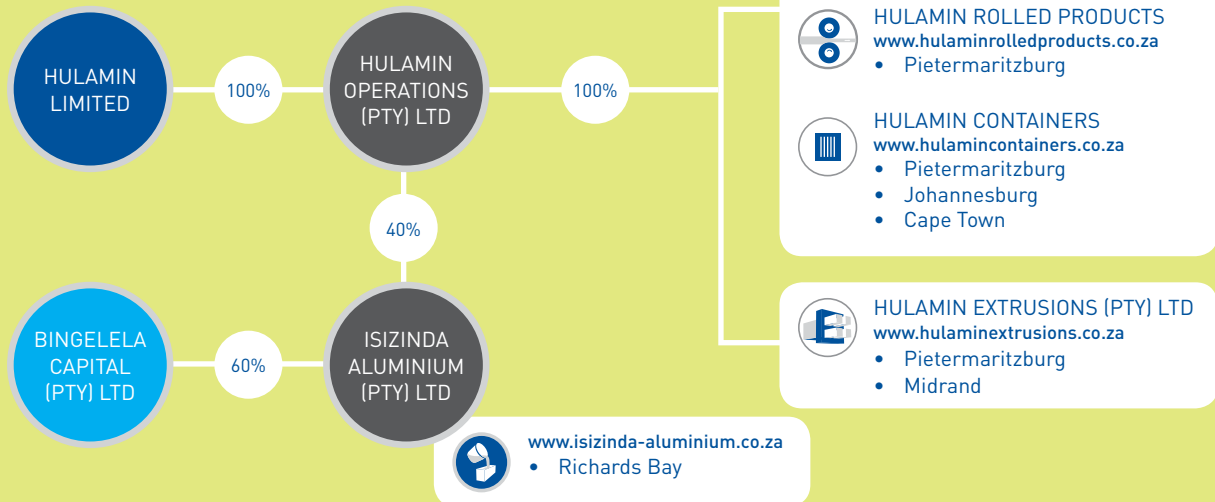 HULAMIN
LIMITED
100%
HULAMIN
OPERATIONS
(PTY) LTD
100%
HULAMIN ROLLED PRODUCTS
www.hulaminrolledproducts.co.za
• Pietermaritzburg
HULAMIN CONTAINERS
www.hulamincontainers.co.za
• Pietermaritzburg
• Johannesburg
• Cape Town
40%
BINGELELA
CAPITAL
(PTY) LTD
60%
ISIZINDA
ALUMINIUM
(PTY) LTD
HULAMIN EXTRUSIONS (PTY) LTD
www.hulaminextrusions.co.za
• Pietermaritzburg
• Midrand
www.isizinda-aluminium.co.za
• Richards Bay